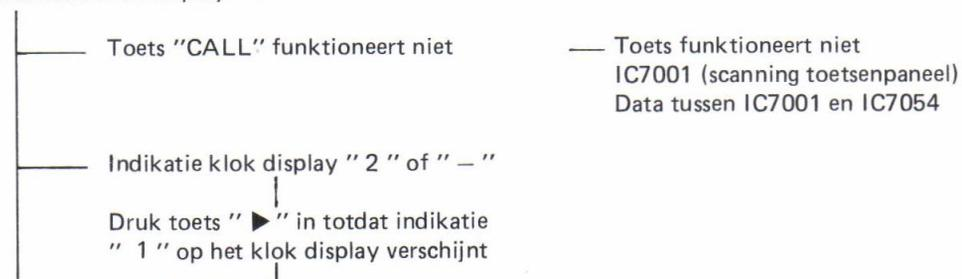 Toets "CALL" funktioneert niet
Toets funktioneert niet
IC7001 (scanning toetsenpaneel)
Data tussen IC7001 en IC7054
Indikatie klok display " 2 " of " — "
Druk toets " ▶ " in totdat indikatie
" 1 " op het klok display verschijnt